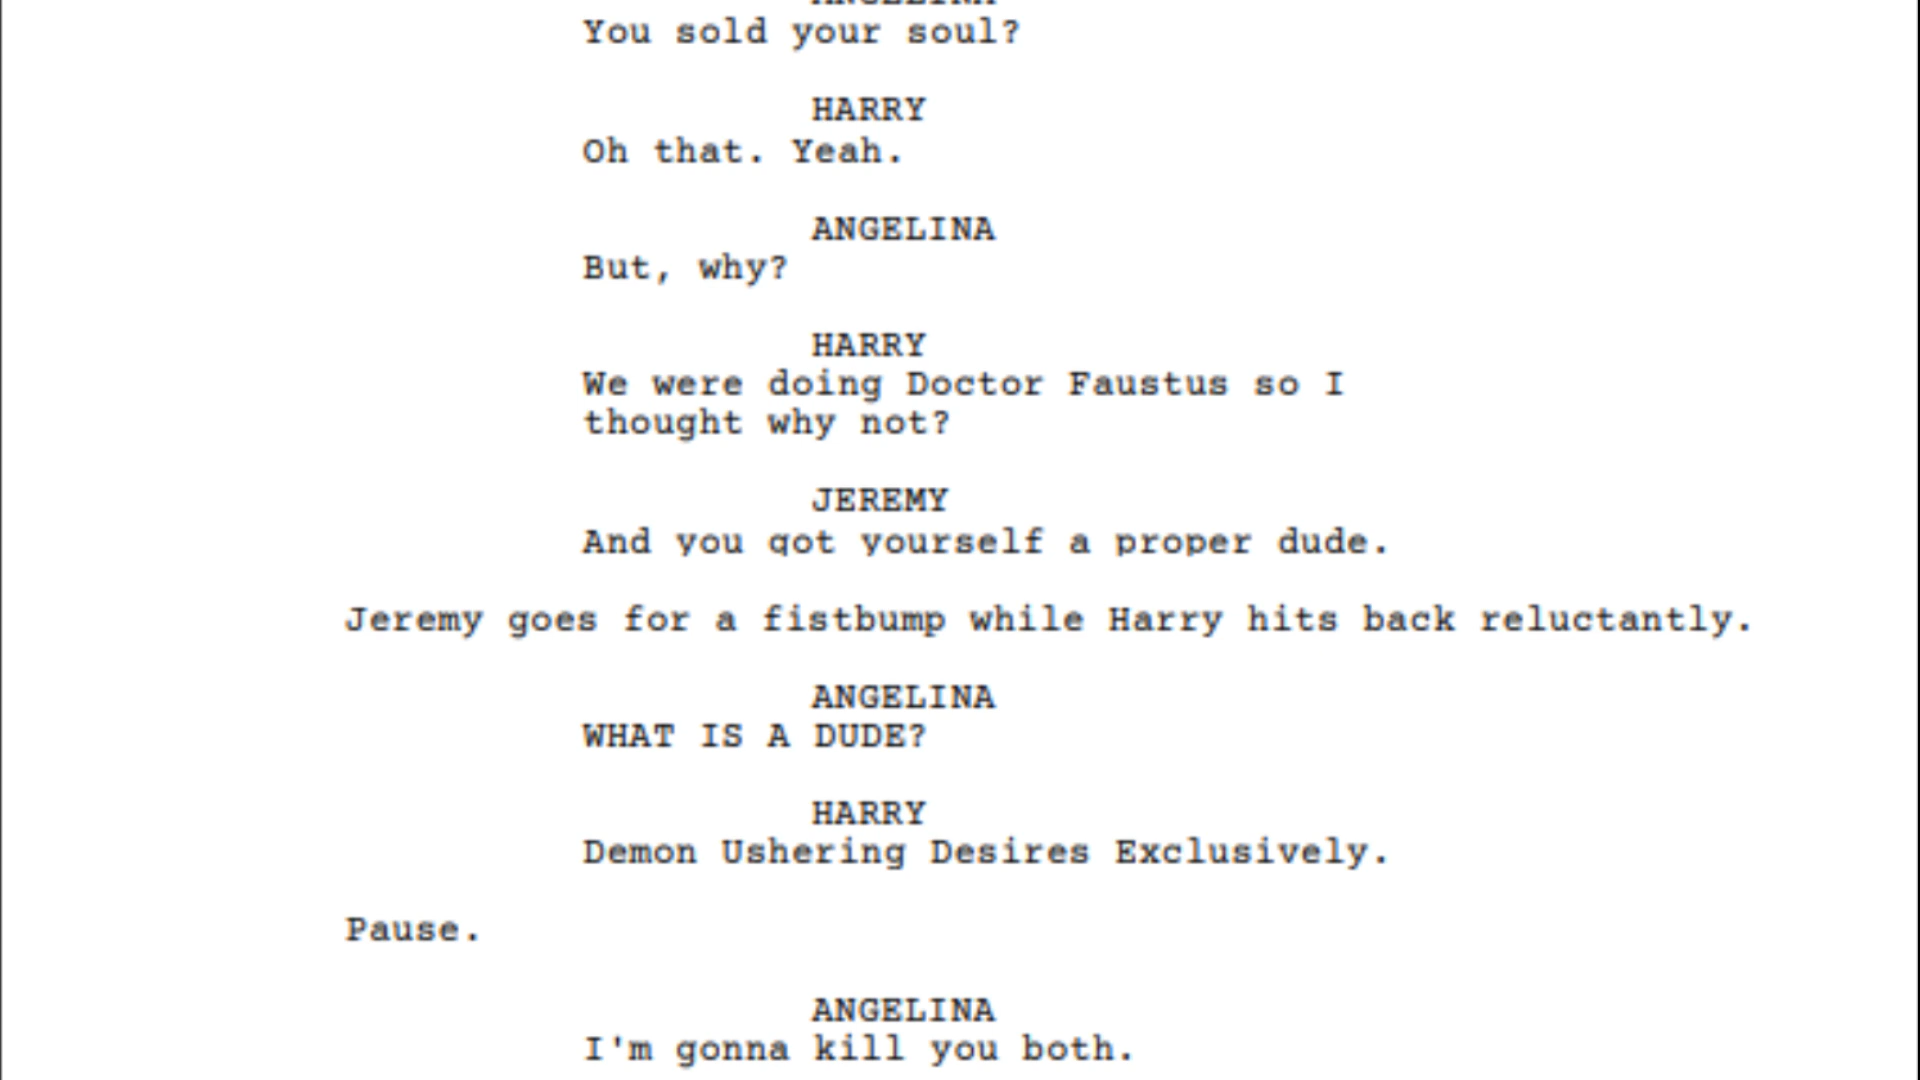 ANGELINA
You sold your soul?
HARRY
Oh that. Yeah.
ANGELINA
But, why?
HARRY
We were doing Doctor Faustus so I
thought why not?
JEREMY
And you got yourself a proper dude.
Jeremy goes for a fistbump while Harry hits back reluctantly.
ANGELINA
WHAT IS A DUDE?
HARRY
Demon Ushering Desires Exclusively.
Pause.
ANGELINA
I'm gonna kill you both.